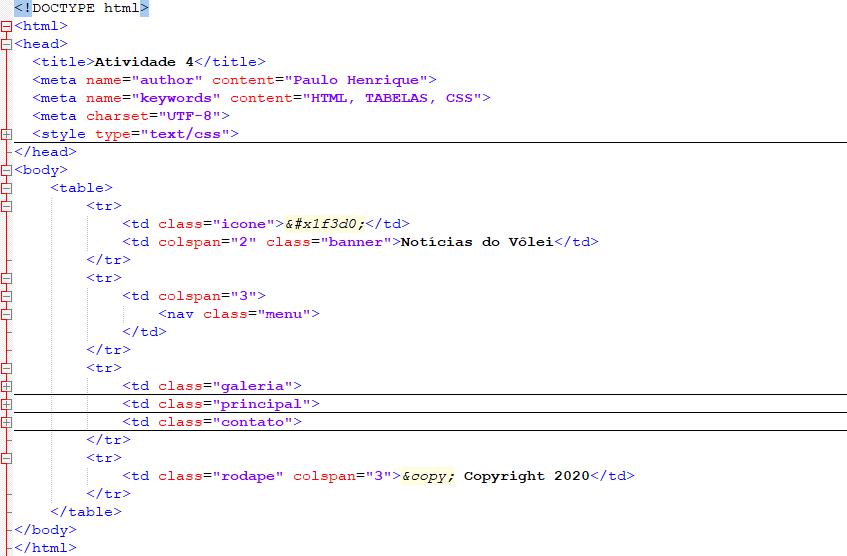 <!DOCTYPE html>
<html>
<head>
<title>Atividade 4</title>
<meta name="author" content="Paulo Henrique">
<meta name="keywords" content="HTML, TABELAS, CSS">
<meta charset="UTF-8">
<style type="text/css">
</head>
<body>
<table>
<tr>
<td class="icone">&#x1f3d0;</td>
<td colspan="2" class="banner">Notícias do Vôlei</td>
</tr>
<tr>
<td colspan="3">
<nav class="menu">
</td>
</tr>
<tr>
<td class="galeria">
<td class="principal">
<td class="contato">
</tr>
<tr>
<td class="rodape" colspan="3">&copy; Copyright 2020</td>
</tr>
</table>
</body>
</html>